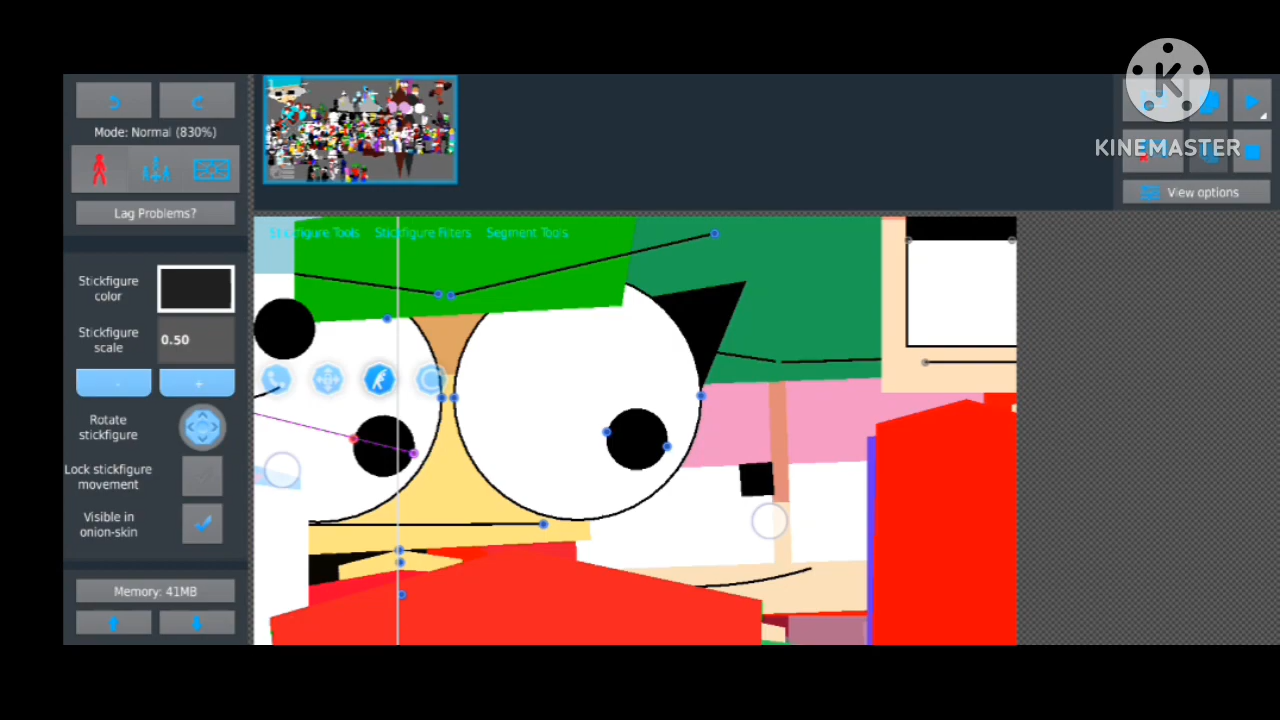 Mode: Normal (830%)
Lag Problems?
Stickfigure color
Stickfigure scale
0.50
-
+
Rotate stickfigure
Lock stickfigure movement
Visible in onion-skin
Memory: 41MB
1
Stickfigure Tools
Stickfigure Filters
Segment Tools
View options
K
KINEMASTER